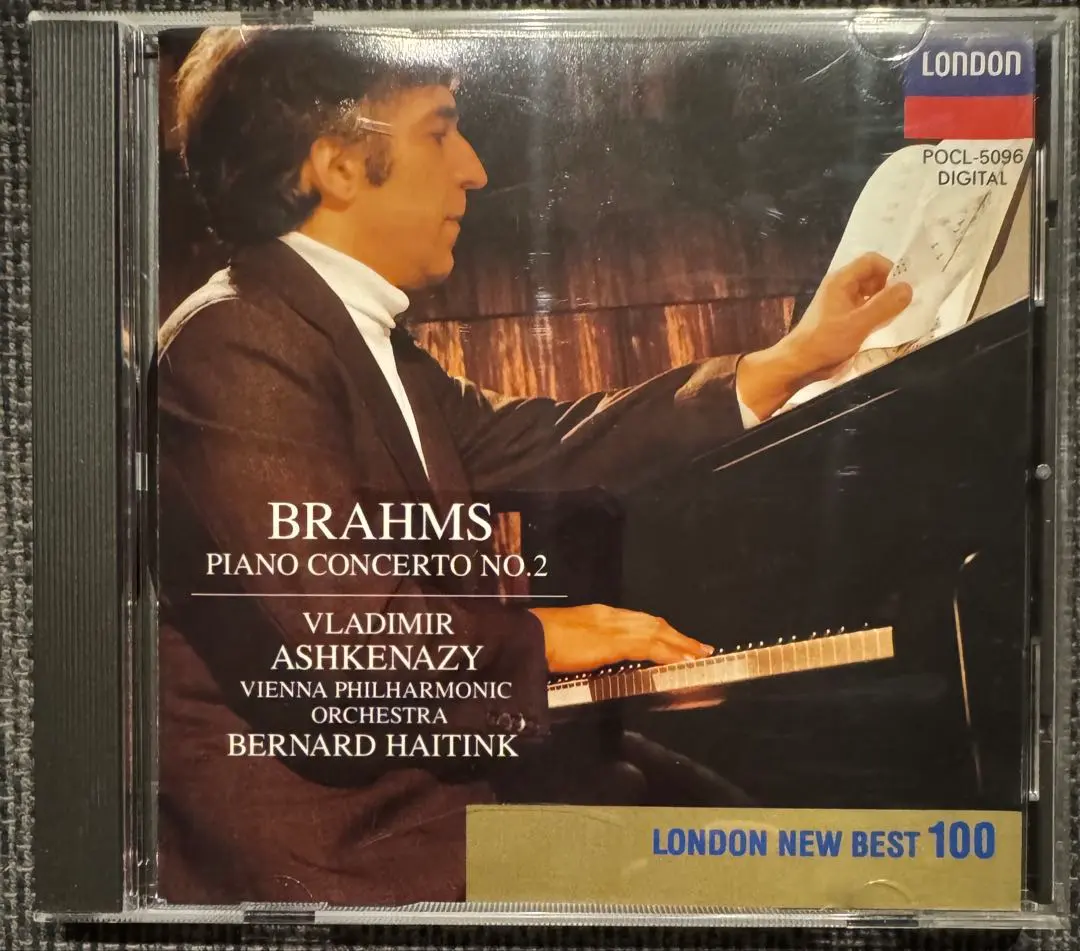 LONDON
POCL-5096
DIGITAL
BRAHMS
PIANO CONCERTO NO.2
VLADIMIR
ASHKENAZY
VIENNA PHILHARMONIC
ORCHESTRA
BERNARD HAITINK
LONDON NEW BEST 100